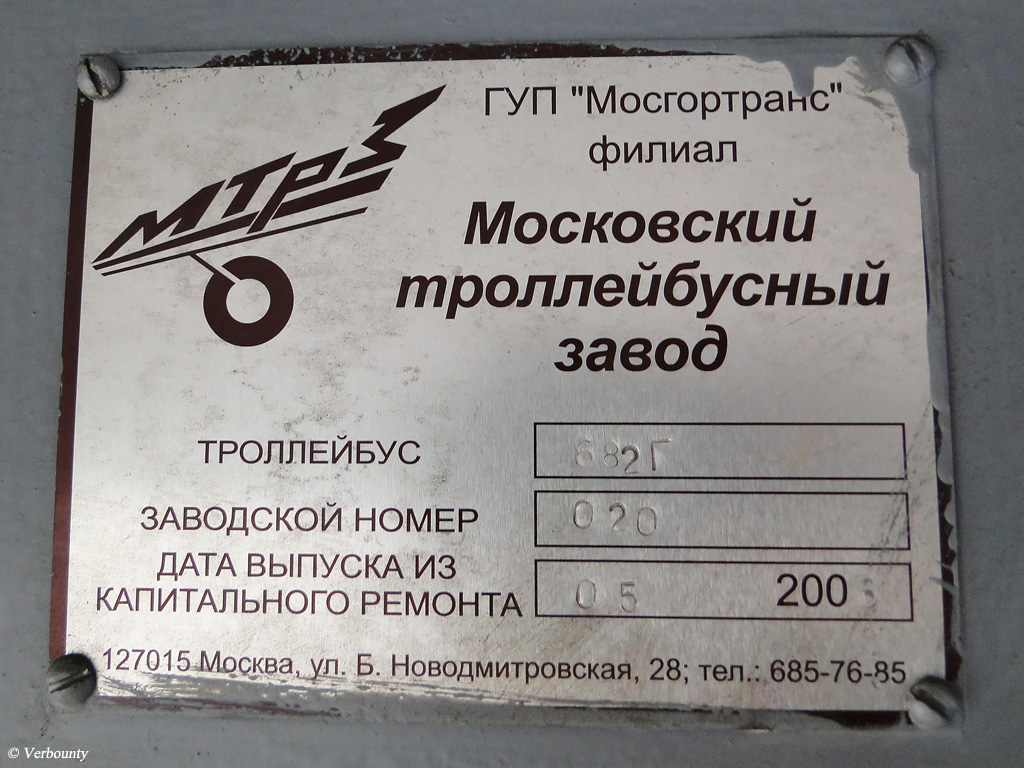 МТРЗ
ГУП "Мосгортранс"
филиал
Московский
троллейбусный
завод
ТРОЛЛЕЙБУС 682Г
ЗАВОДСКОЙ НОМЕР 020
ДАТА ВЫПУСКА ИЗ
КАПИТАЛЬНОГО РЕМОНТА 05 200
127015 Москва, ул. Б. Новодмитровская, 28; тел.: 685-76-85
© Verbounty